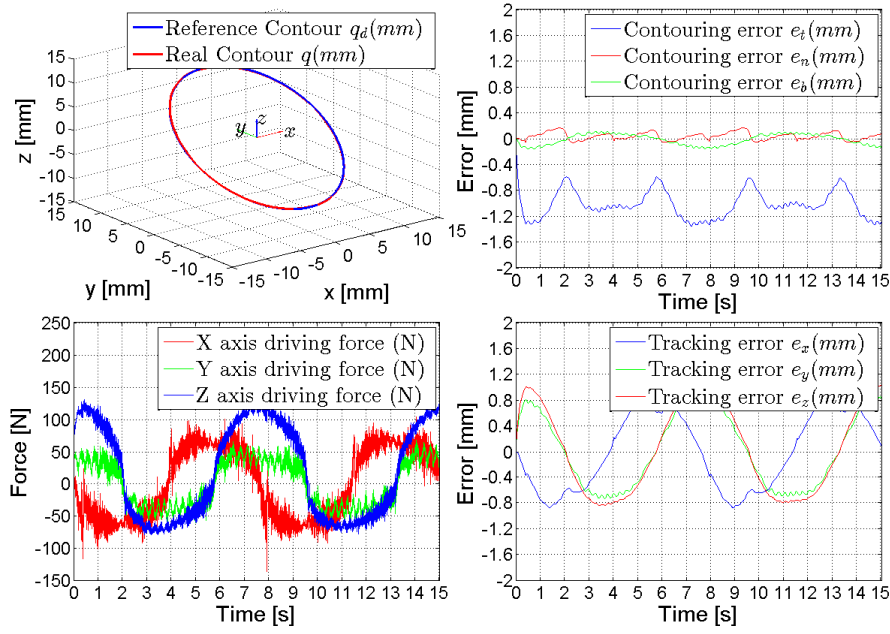 Reference Contour q_d(mm)
Real Contour q(mm)
15
10
5
0
-5
-10
-15
z [mm]
15
10
5
0
-5
-10
-15
y [mm]
-15
-10
-5
0
5
10
15
x [mm]
y
z
x
Contouring error e_t(mm)
Contouring error e_n(mm)
Contouring error e_b(mm)
2
1.6
1.2
0.8
0.4
0
-0.4
-0.8
-1.2
-1.6
-2
Error [mm]
0 1 2 3 4 5 6 7 8 9 10 11 12 13 14 15
Time [s]
X axis driving force (N)
Y axis driving force (N)
Z axis driving force (N)
250
200
150
100
50
0
-50
-100
-150
Force [N]
0 1 2 3 4 5 6 7 8 9 10 11 12 13 14 15
Time [s]
Tracking error e_x(mm)
Tracking error e_y(mm)
Tracking error e_z(mm)
2
1.6
1.2
0.8
0.4
0
-0.4
-0.8
-1.2
-1.6
-2
Error [mm]
0 1 2 3 4 5 6 7 8 9 10 11 12 13 14 15
Time [s]